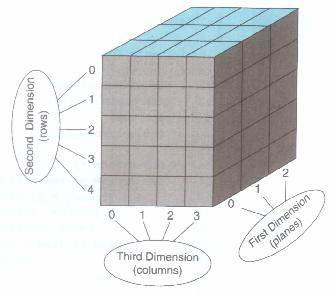 0
1
2
3
4
Second Dimension
(rows)
0 1 2 3
0
1
2
Third Dimension
(columns)
First Dimension
(planes)